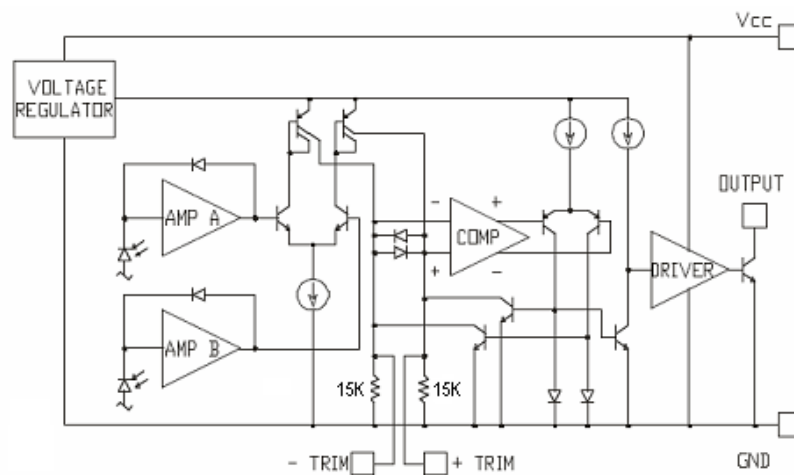 Vcc
VOLTAGE
REGULATOR
OUTPUT
AMP A
-
+
COMP
+
-
DRIVER
AMP B
15K
15K
- TRIM
+ TRIM
GND